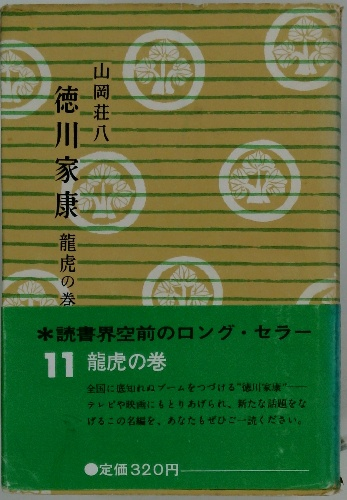 山岡荘八
徳川家康
龍虎の巻
*読書界空前のロング・セラー
11 龍虎の巻
全国に底知れぬブームをつづける“徳川家康”——
テレビや映画にもとりあげられ、新たな話題をな
げるこの名編を、あなたもぜひご一読ください。
●定価320円